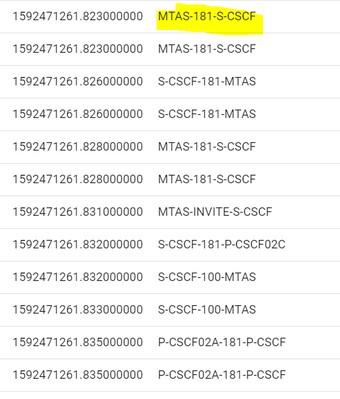 1592471261.823000000 MTAS-181-S-CSCF
1592471261.823000000 MTAS-181-S-CSCF
1592471261.826000000 S-CSCF-181-MTAS
1592471261.826000000 S-CSCF-181-MTAS
1592471261.828000000 MTAS-181-S-CSCF
1592471261.828000000 MTAS-181-S-CSCF
1592471261.831000000 MTAS-INVITE-S-CSCF
1592471261.832000000 S-CSCF-181-P-CSCF02C
1592471261.832000000 S-CSCF-100-MTAS
1592471261.833000000 S-CSCF-100-MTAS
1592471261.835000000 P-CSCF02A-181-P-CSCF
1592471261.835000000 P-CSCF02A-181-P-CSCF